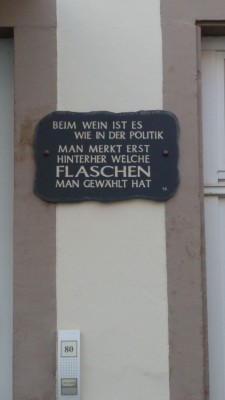 BEIM WEIN IST ES
WIE IN DER POLITIK
MAN MERKT ERST
HINTERHER WELCHE
FLASCHEN
MAN GEWÄHLT HAT
80